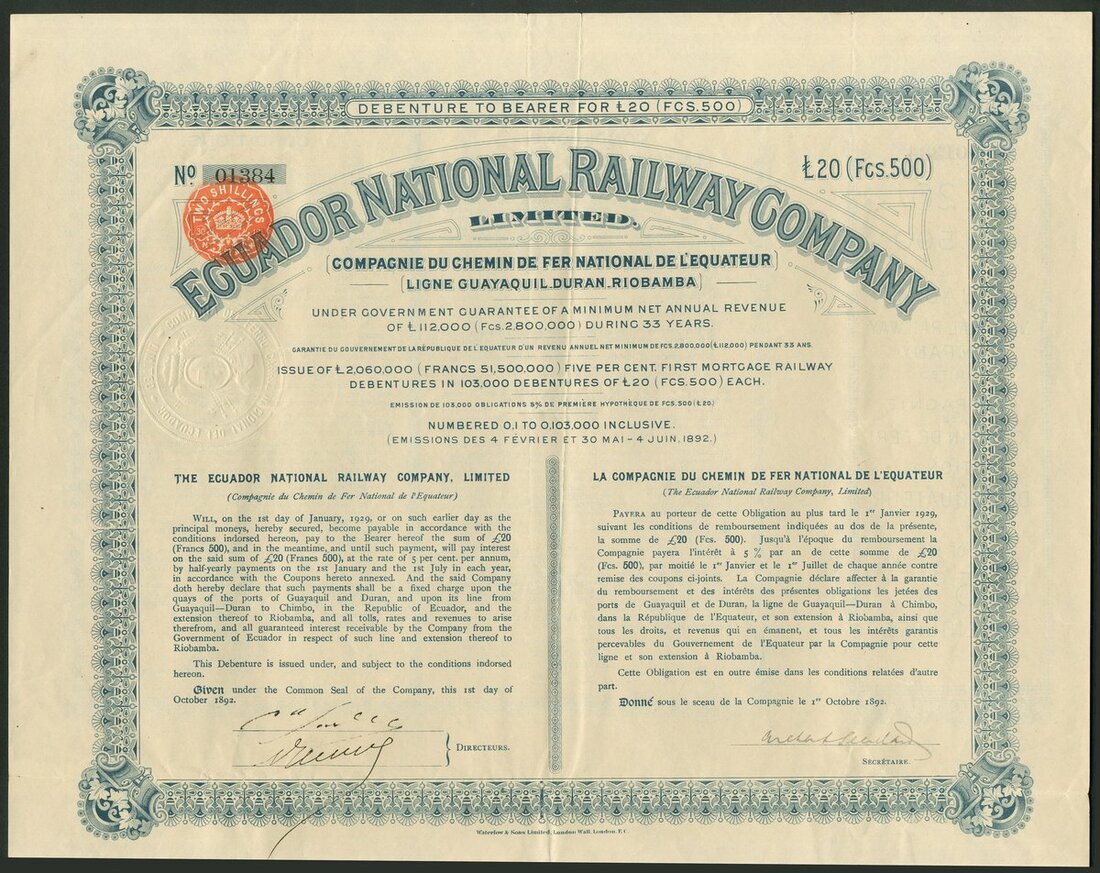 DEBENTURE TO BEARER FOR £20 (FCS.500)
No. 01384
£20 (FCS.500)
TWO SHILLINGS
ECUADOR NATIONAL RAILWAY COMPANY
LIMITED.
(COMPAGNIE DU CHEMIN DE FER NATIONAL DE L'EQUATEUR)
(LIGNE GUAYAQUIL.DURAN.RIOBAMBA)
UNDER GOVERNMENT GUARANTEE OF A MINIMUM NET ANNUAL REVENUE
OF £112.000 (FCS.2.800.000) DURING 33 YEARS.
GARANTIE DU GOUVERNEMENT DE LA RÉPUBLIQUE DE L'EQUATEUR D'UN REVENU ANNUEL NET MINIMUM DE FCS.2,800,000 (£112,000) PENDANT 33 ANS.
ISSUE OF £2,060.000 (FRANCS 51,500.000) FIVE PER CENT. FIRST MORTGAGE RAILWAY
DEBENTURES IN 103,000 DEBENTURES OF £20 (FCS.500) EACH.
EMISSION DE 103,000 OBLIGATIONS 5% DE PREMIÈRE HYPOTHÈQUE DE FCS.500 (£20.)
NUMBERED 0.1 TO 0.103.000 INCLUSIVE.
(EMISSIONS DES 4 FÉVRIER ET 30 MAI – 4 JUIN. 1892.)
THE ECUADOR NATIONAL RAILWAY COMPANY, LIMITED
(Compagnie du Chemin de Fer National de l'Equateur)
WILL, on the 1st day of January, 1929, or on such earlier day as the
principal moneys, hereby secured, become payable in accordance with the
conditions indorsed hereon, pay to the Bearer hereof the sum of £20
(Francs 500), and in the meantime, and until such payment, will pay interest
on the said sum of £20 (Francs 500), at the rate of 5 per cent. per annum,
by half-yearly payments on the 1st January and the 1st July in each year,
in accordance with the Coupons hereto annexed. And the said Company
doth hereby declare that such payments shall be a fixed charge upon the
quays of the ports of Guayaquil and Duran, and upon its line from
Guayaquil—Duran to Chimbo, in the Republic of Ecuador, and the
extension thereof to Riobamba, and all tolls, rates and revenues to arise
therefrom, and all guaranteed interest receivable by the Company from the
Government of Ecuador in respect of such line and extension thereof to
Riobamba.
This Debenture is issued under, and subject to the conditions indorsed
hereon.
Given under the Common Seal of the Company, this 1st day of
October 1892.
DIRECTEURS.
LA COMPAGNIE DU CHEMIN DE FER NATIONAL DE L'EQUATEUR
(The Ecuador National Railway Company, Limited)
PAYERA au porteur de cette Obligation au plus tard le 1er Janvier 1929,
suivant les conditions de remboursement indiquées au dos de la présente,
la somme de £20 (Fcs. 500). Jusqu'à l'époque du remboursement la
Compagnie payera l'intérêt à 5 % par an de cette somme de £20
(Fcs. 500), par moitié le 1er Janvier et le 1er Juillet de chaque année contre
remise des coupons ci-joints. La Compagnie déclare affecter à la garantie
du remboursement et des intérêts des présentes obligations les jetées des
ports de Guayaquil et de Duran, la ligne de Guayaquil—Duran à Chimbo,
dans la République de l'Equateur, et son extension à Riobamba, ainsi que
tous les droits, et revenus qui en émanent, et tous les intérêts garantis
percevables du Gouvernement de l'Equateur par la Compagnie pour cette
ligne et son extension à Riobamba.
Cette Obligation est en outre émise dans les conditions relatées d'autre
part.
Donné sous le sceau de la Compagnie le 1er Octobre 1892.
SECRÉTAIRE.
Waterlow & Sons Limited, London Wall, London. E.C.